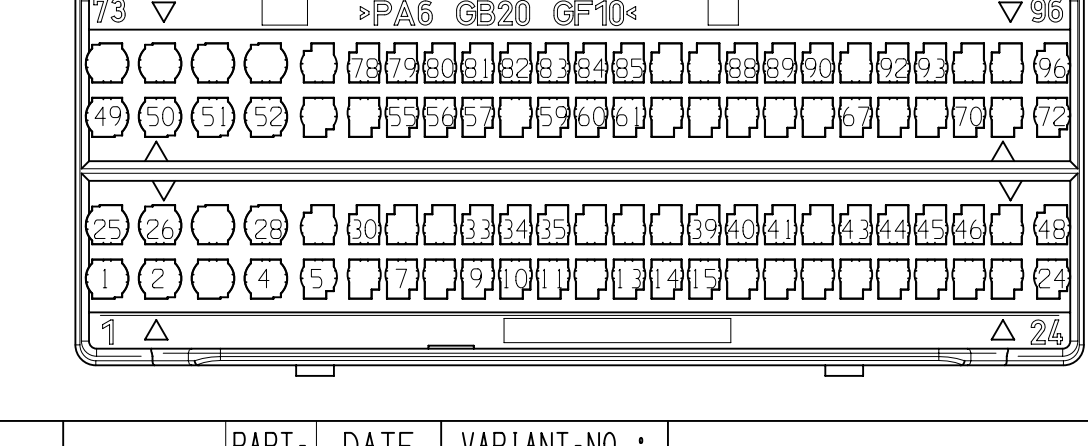 73 >PA6 GB20 GF10< 96
78 79 80 81 82 83 84 85 88 89 90 92 93 96
49 50 51 52 55 56 57 59 60 61 67 70 72
25 26 28 30 33 34 35 39 40 41 43 44 45 46 48
1 2 4 5 7 9 10 11 13 14 15 24
1 24
PART- DATE VARIANT-NO.: